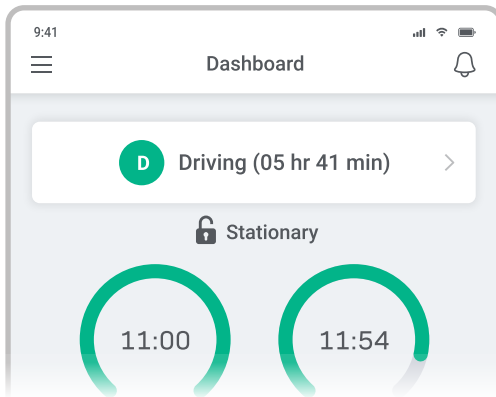 9:41
Dashboard
D Driving (05 hr 41 min)
Stationary
11:00 11:54